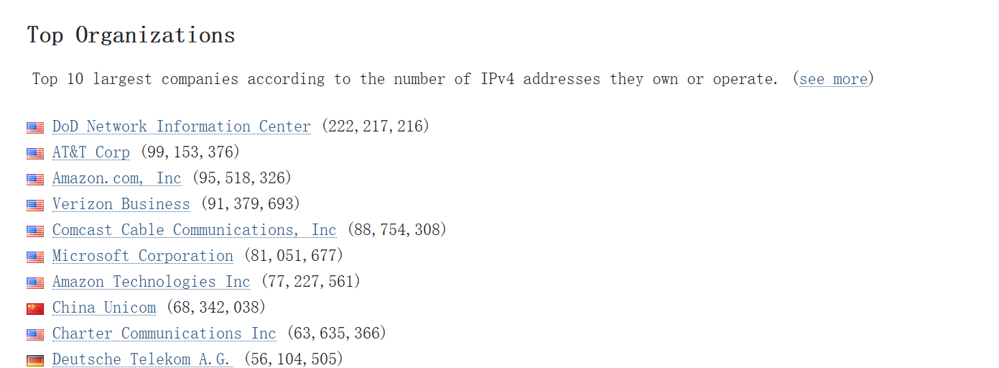 Top Organizations
Top 10 largest companies according to the number of IPv4 addresses they own or operate. (see more)
DoD Network Information Center (222,217,216)
AT&T Corp (99,153,376)
Amazon.com, Inc (95,518,326)
Verizon Business (91,379,693)
Comcast Cable Communications, Inc (88,754,308)
Microsoft Corporation (81,051,677)
Amazon Technologies Inc (77,227,561)
China Unicom (68,342,038)
Charter Communications Inc (63,635,366)
Deutsche Telekom A.G. (56,104,505)